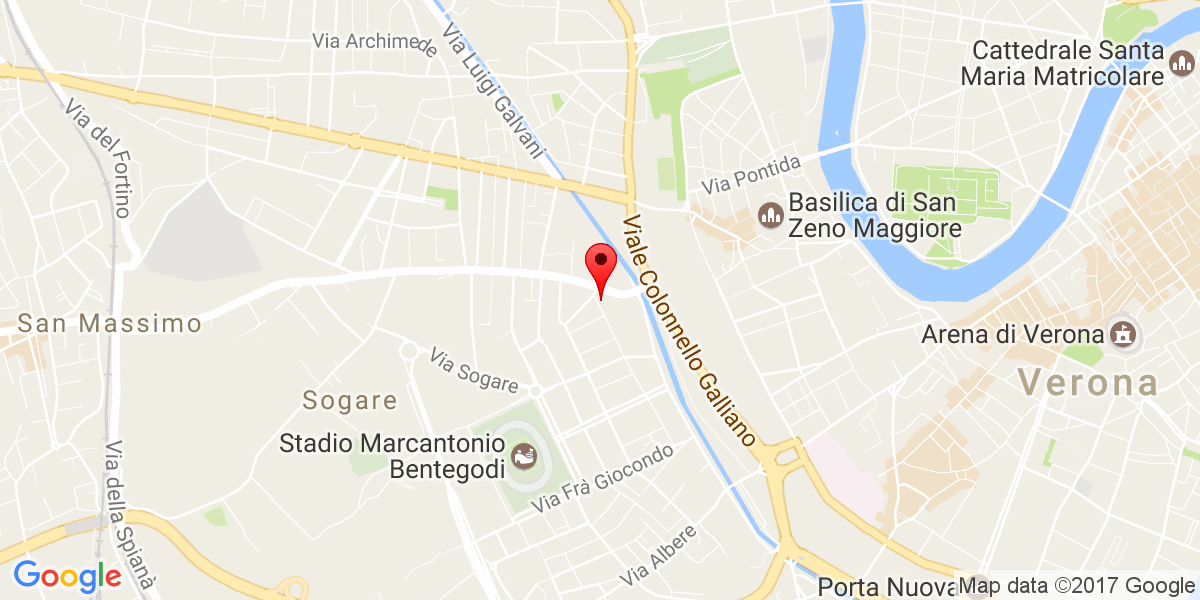 Via Archimede
Via Luigi Galvani
Cattedrale Santa
Maria Matricolare
Via del Fortino
Via Pontida
Basilica di San
Zeno Maggiore
Viale Colonnello Galliano
San Massimo
Arena di Verona
Via Sogare
Verona
Sogare
Stadio Marcantonio
Bentegodi
Via Frà Giocondo
Via della Spianà
Via Albere
Google
Porta Nuova
Map data ©2017 Google